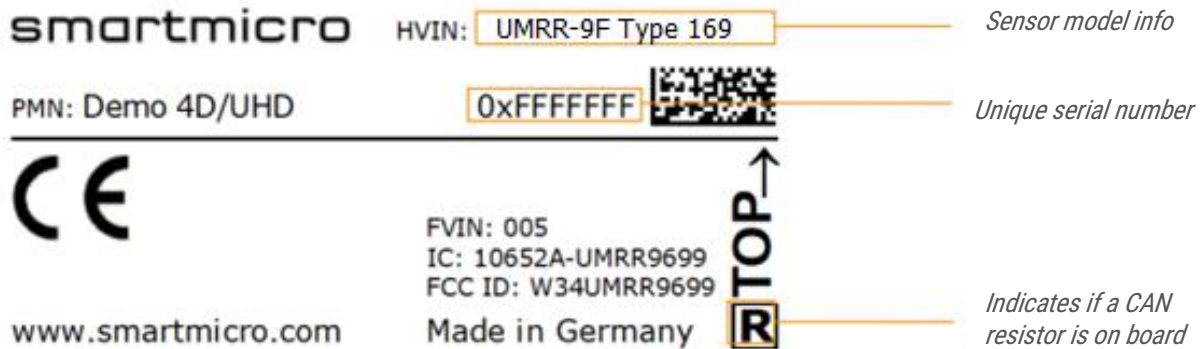 smartmicro HVIN: UMRR-9F Type 169
Sensor model info
PMN: Demo 4D/UHD 0xFFFFFFF
Unique serial number
CE
TOP→
FVIN: 005
IC: 10652A-UMRR9699
FCC ID: W34UMRR9699
www.smartmicro.com Made in Germany R
Indicates if a CAN
resistor is on board